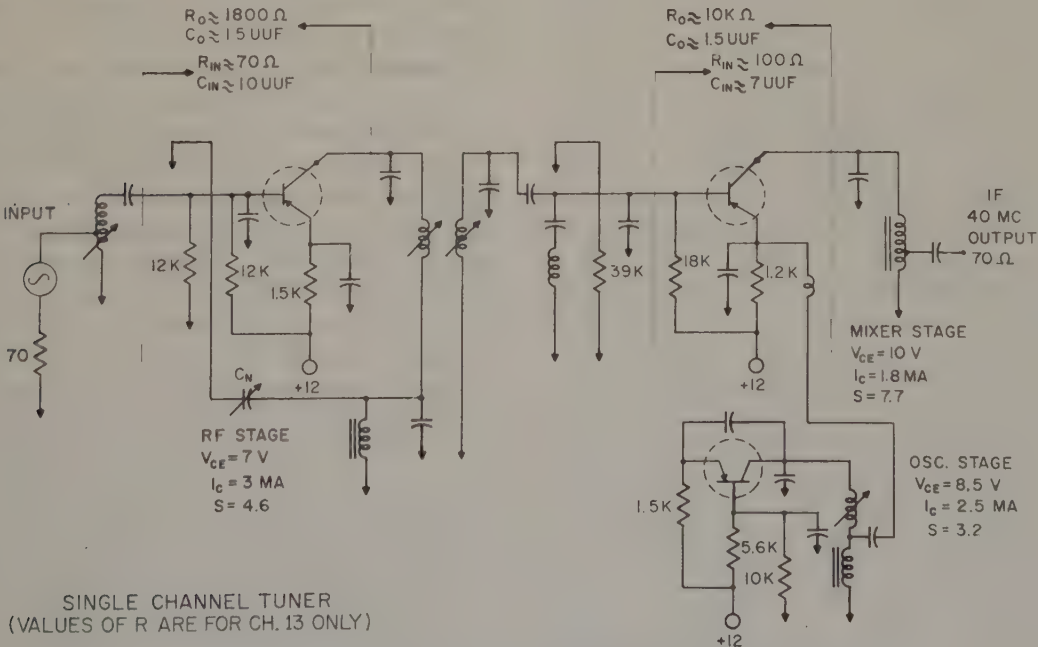 R₀ ≈ 1800 Ω
C₀ ≈ 1.5 UUF
R_IN ≈ 70 Ω
C_IN ≈ 10 UUF
R₀ ≈ 10K Ω
C₀ ≈ 1.5 UUF
R_IN ≈ 100 Ω
C_IN ≈ 7 UUF
INPUT
70
12K
12K
1.5K
+12
C_N
RF STAGE
V_CE = 7 V
I_C = 3 MA
S = 4.6
39K
18K
1.2K
+12
IF
40 MC
OUTPUT
70 Ω
MIXER STAGE
V_CE = 10 V
I_C = 1.8 MA
S = 7.7
1.5K
5.6K
10K
+12
OSC. STAGE
V_CE = 8.5 V
I_C = 2.5 MA
S = 3.2
SINGLE CHANNEL TUNER
(VALUES OF R ARE FOR CH. 13 ONLY)